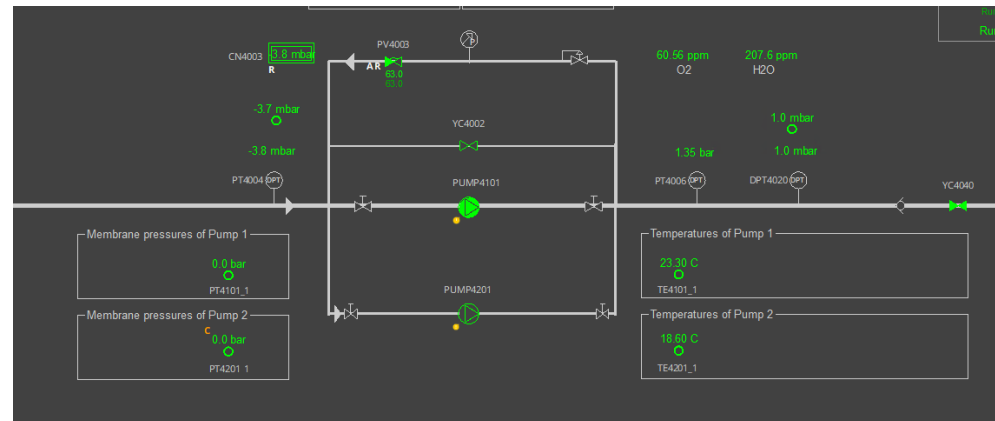 Run
Run
PV4003
P
CN4003
-3.8 mbar
R
A R
63.0
63.0
60.56 ppm
207.6 ppm
O2
H2O
-3.7 mbar
1.0 mbar
YC4002
-3.8 mbar
1.35 bar
1.0 mbar
PT4004
DPT
PUMP4101
PT4006
DPT
DPT4020
DPT
YC4040
Membrane pressures of Pump 1
0.0 bar
PT4101_1
Temperatures of Pump 1
23.30 C
TE4101_1
PUMP4201
Membrane pressures of Pump 2
C
0.0 bar
PT4201 1
Temperatures of Pump 2
18.60 C
TE4201_1